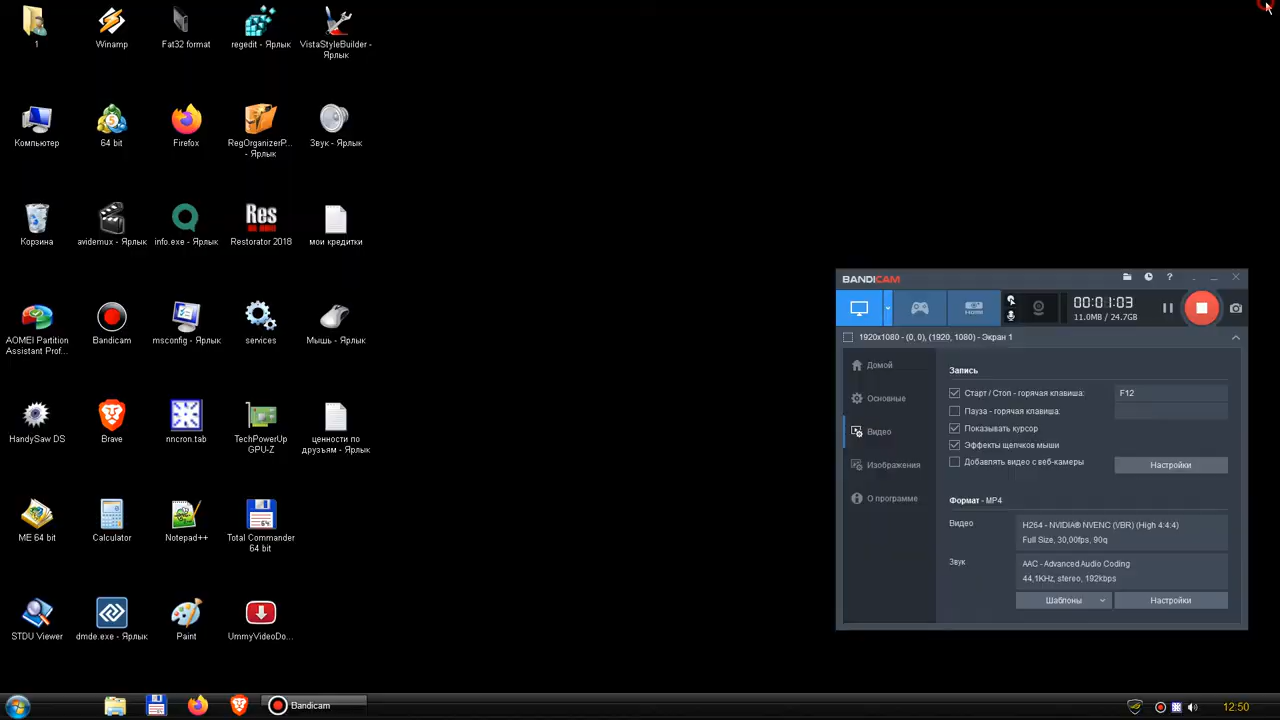 1
Winamp
Fat32 format
regedit - Ярлык
VistaStyleBuilder -
Ярлык
Компьютер
64 bit
Firefox
RegOrganizerP...
- Ярлык
Звук - Ярлык
Корзина
avidemux - Ярлык
info.exe - Ярлык
Res
Restorator 2018
мои кредитки
AOMEI Partition
Assistant Prof...
Bandicam
msconfig - Ярлык
services
Мышь - Ярлык
HandySaw DS
Brave
nncron.tab
TechPowerUp
GPU-Z
ценности по
друзьям - Ярлык
ME 64 bit
Calculator
Notepad++
Total Commander
64 bit
STDU Viewer
dmde.exe - Ярлык
Paint
UmmyVideoDo...
BANDICAM
00:01:03
11.0MB / 24.7GB
1920x1080 - (0, 0), (1920, 1080) - Экран 1
Домой
Основные
Видео
Изображения
О программе
Запись
Старт / Стоп - горячая клавиша:
F12
Пауза - горячая клавиша:
Показывать курсор
Эффекты щелчков мыши
Добавлять видео с веб-камеры
Настройки
Формат - MP4
Видео
H264 - NVIDIA® NVENC (VBR) (High 4:4:4)
Full Size, 30,00fps, 90q
Звук
AAC - Advanced Audio Coding
44,1KHz, stereo, 192kbps
Шаблоны
Настройки
Bandicam
12:50